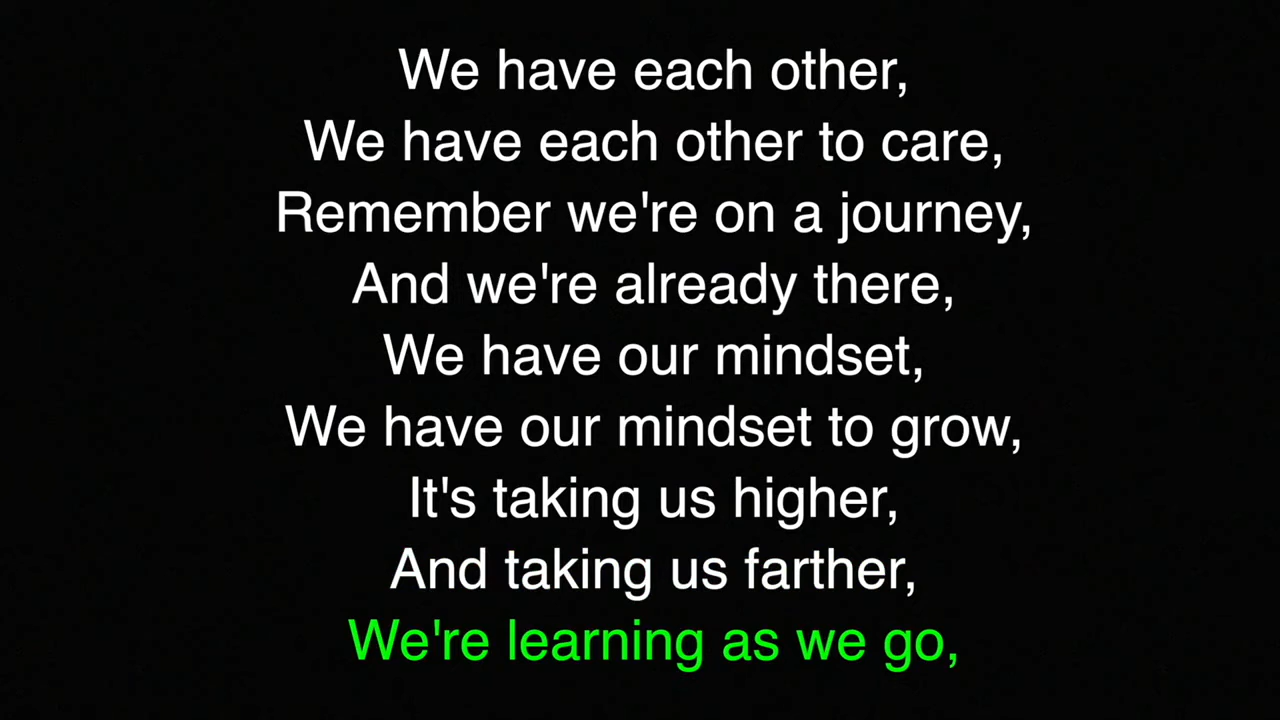 We have each other,
We have each other to care,
Remember we're on a journey,
And we're already there,
We have our mindset,
We have our mindset to grow,
It's taking us higher,
And taking us farther,
We're learning as we go,